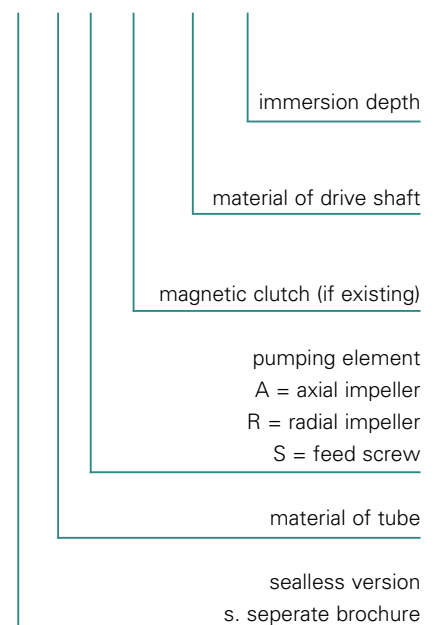 immersion depth
material of drive shaft
magnetic clutch (if existing)
pumping element
A = axial impeller
R = radial impeller
S = feed screw
material of tube
sealless version
s. seperate brochure